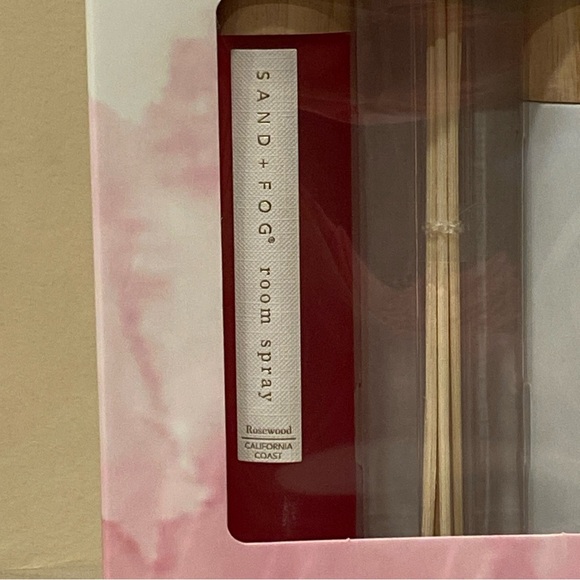 SAND + FOG® room spray
Rosewood
CALIFORNIA
COAST